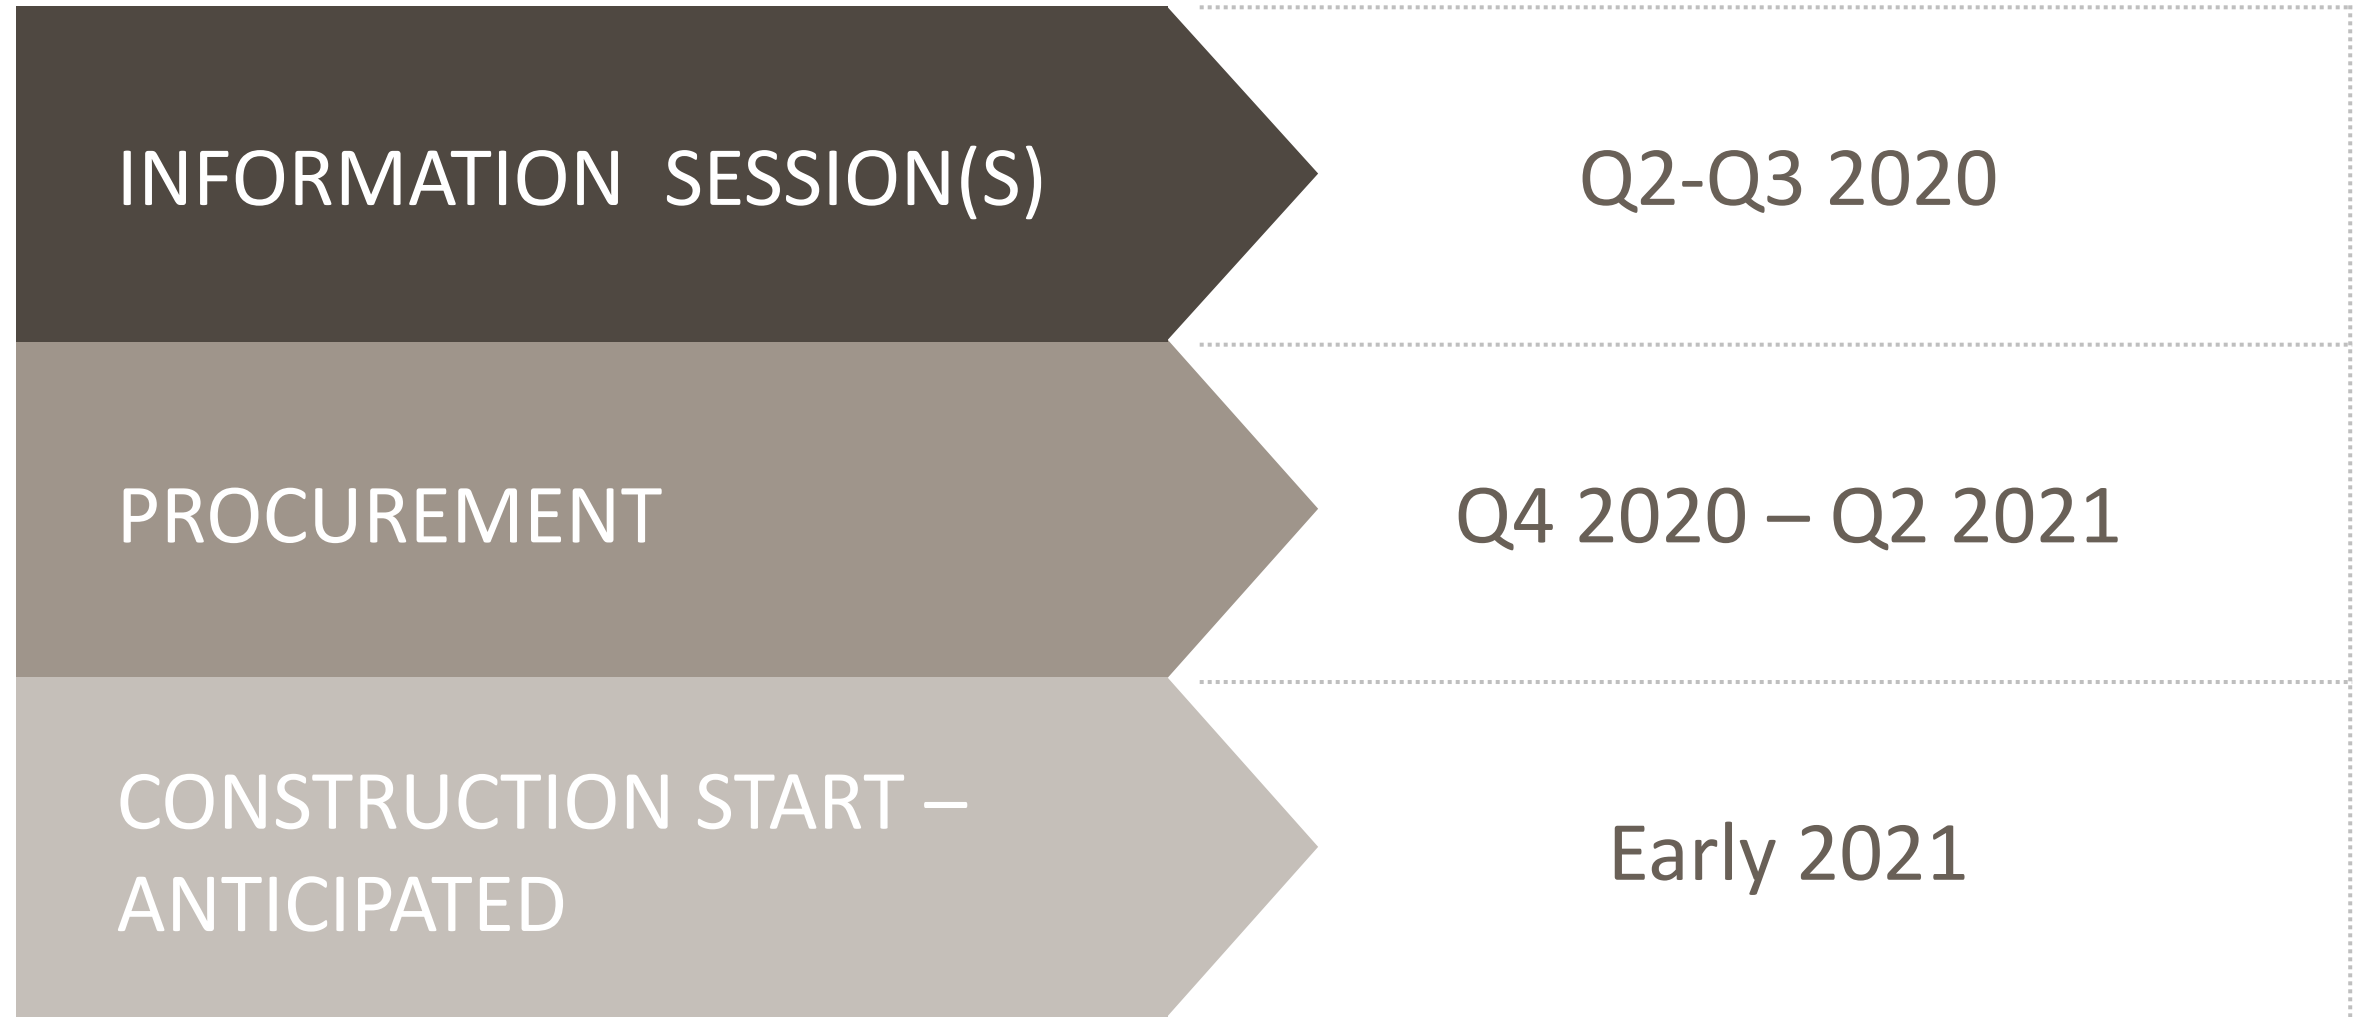 INFORMATION  SESSION(S)
Q2-Q3 2020
PROCUREMENT
Q4 2020 – Q2 2021
CONSTRUCTION START –
ANTICIPATED
Early 2021